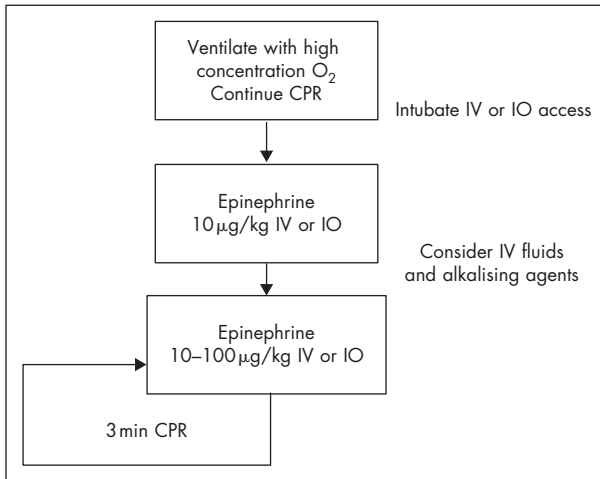 Ventilate with high
concentration O₂
Continue CPR
Intubate IV or IO access
Epinephrine
10 µg/kg IV or IO
Consider IV fluids
and alkalising agents
Epinephrine
10–100 µg/kg IV or IO
3 min CPR